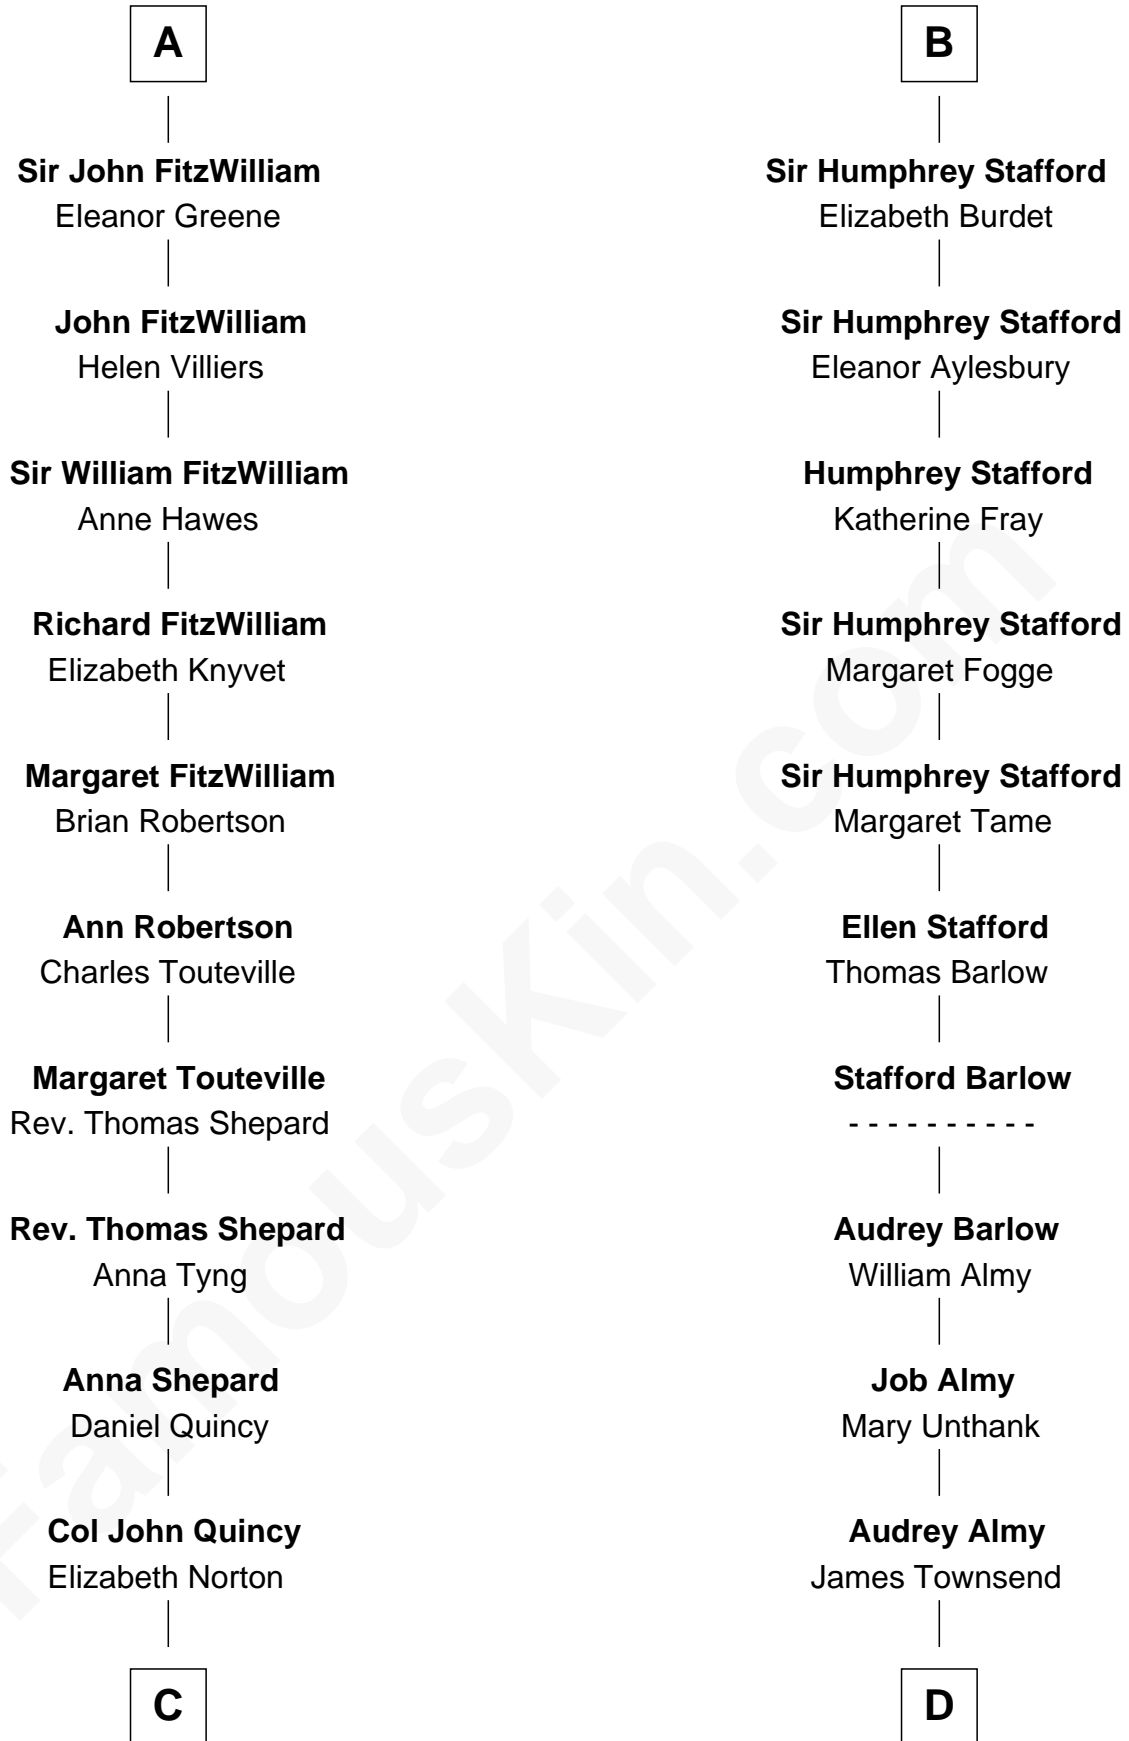 A
Sir John FitzWilliam
Eleanor Greene
John FitzWilliam
Helen Villiers
Sir William FitzWilliam
Anne Hawes
Richard FitzWilliam
Elizabeth Knyvet
Margaret FitzWilliam
Brian Robertson
Ann Robertson
Charles Touteville
Margaret Touteville
Rev. Thomas Shepard
Rev. Thomas Shepard
Anna Tyng
Anna Shepard
Daniel Quincy
Col John Quincy
Elizabeth Norton
C
B
Sir Humphrey Stafford
Elizabeth Burdet
Sir Humphrey Stafford
Eleanor Aylesbury
Humphrey Stafford
Katherine Fray
Sir Humphrey Stafford
Margaret Fogge
Sir Humphrey Stafford
Margaret Tame
Ellen Stafford
Thomas Barlow
Stafford Barlow
- - - - - - - - - -
Audrey Barlow
William Almy
Job Almy
Mary Unthank
Audrey Almy
James Townsend
D
FamousKin.com